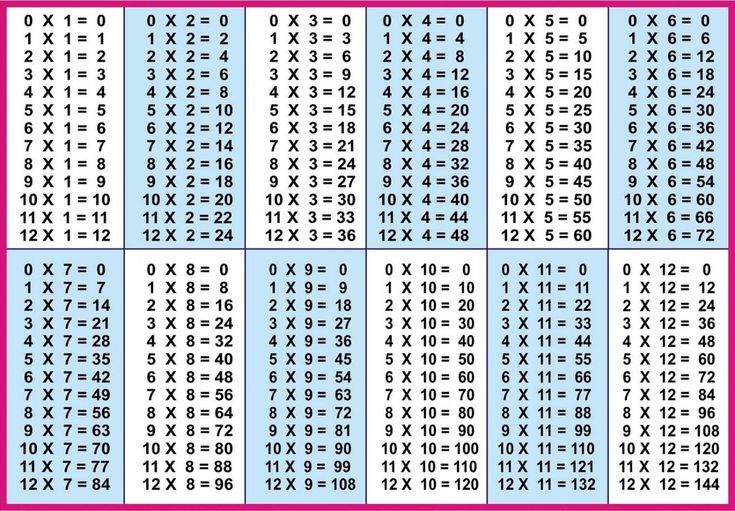 0 X 1 = 0
1 X 1 = 1
2 X 1 = 2
3 X 1 = 3
4 X 1 = 4
5 X 1 = 5
6 X 1 = 6
7 X 1 = 7
8 X 1 = 8
9 X 1 = 9
10 X 1 = 10
11 X 1 = 11
12 X 1 = 12
0 X 2 = 0
1 X 2 = 2
2 X 2 = 4
3 X 2 = 6
4 X 2 = 8
5 X 2 = 10
6 X 2 = 12
7 X 2 = 14
8 X 2 = 16
9 X 2 = 18
10 X 2 = 20
11 X 2 = 22
12 X 2 = 24
0 X 3 = 0
1 X 3 = 3
2 X 3 = 6
3 X 3 = 9
4 X 3 = 12
5 X 3 = 15
6 X 3 = 18
7 X 3 = 21
8 X 3 = 24
9 X 3 = 27
10 X 3 = 30
11 X 3 = 33
12 X 3 = 36
0 X 4 = 0
1 X 4 = 4
2 X 4 = 8
3 X 4 = 12
4 X 4 = 16
5 X 4 = 20
6 X 4 = 24
7 X 4 = 28
8 X 4 = 32
9 X 4 = 36
10 X 4 = 40
11 X 4 = 44
12 X 4 = 48
0 X 5 = 0
1 X 5 = 5
2 X 5 = 10
3 X 5 = 15
4 X 5 = 20
5 X 5 = 25
6 X 5 = 30
7 X 5 = 35
8 X 5 = 40
9 X 5 = 45
10 X 5 = 50
11 X 5 = 55
12 X 5 = 60
0 X 6 = 0
1 X 6 = 6
2 X 6 = 12
3 X 6 = 18
4 X 6 = 24
5 X 6 = 30
6 X 6 = 36
7 X 6 = 42
8 X 6 = 48
9 X 6 = 54
10 X 6 = 60
11 X 6 = 66
12 X 6 = 72
0 X 7 = 0
1 X 7 = 7
2 X 7 = 14
3 X 7 = 21
4 X 7 = 28
5 X 7 = 35
6 X 7 = 42
7 X 7 = 49
8 X 7 = 56
9 X 7 = 63
10 X 7 = 70
11 X 7 = 77
12 X 7 = 84
0 X 8 = 0
1 X 8 = 8
2 X 8 = 16
3 X 8 = 24
4 X 8 = 32
5 X 8 = 40
6 X 8 = 48
7 X 8 = 56
8 X 8 = 64
9 X 8 = 72
10 X 8 = 80
11 X 8 = 88
12 X 8 = 96
0 X 9 = 0
1 X 9 = 9
2 X 9 = 18
3 X 9 = 27
4 X 9 = 36
5 X 9 = 45
6 X 9 = 54
7 X 9 = 63
8 X 9 = 72
9 X 9 = 81
10 X 9 = 90
11 X 9 = 99
12 X 9 = 108
0 X 10 = 0
1 X 10 = 10
2 X 10 = 20
3 X 10 = 30
4 X 10 = 40
5 X 10 = 50
6 X 10 = 60
7 X 10 = 70
8 X 10 = 80
9 X 10 = 90
10 X 10 = 100
11 X 10 = 110
12 X 10 = 120
0 X 11 = 0
1 X 11 = 11
2 X 11 = 22
3 X 11 = 33
4 X 11 = 44
5 X 11 = 55
6 X 11 = 66
7 X 11 = 77
8 X 11 = 88
9 X 11 = 99
10 X 11 = 110
11 X 11 = 121
12 X 11 = 132
0 X 12 = 0
1 X 12 = 12
2 X 12 = 24
3 X 12 = 36
4 X 12 = 48
5 X 12 = 60
6 X 12 = 72
7 X 12 = 84
8 X 12 = 96
9 X 12 = 108
10 X 12 = 120
11 X 12 = 132
12 X 12 = 144